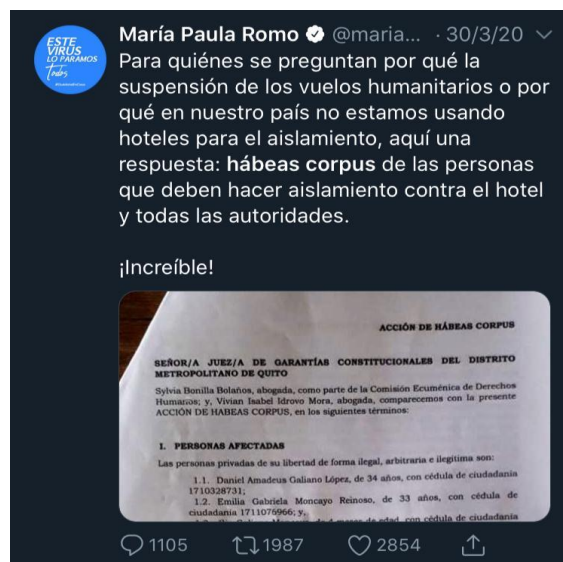 ESTE
VIRUS
LO PARAMOS
Todos
María Paula Romo @maria... · 30/3/20
Para quiénes se preguntan por qué la
suspensión de los vuelos humanitarios o por
qué en nuestro país no estamos usando
hoteles para el aislamiento, aquí una
respuesta: hábeas corpus de las personas
que deben hacer aislamiento contra el hotel
y todas las autoridades.
¡Increíble!
ACCIÓN DE HÁBEAS CORPUS
SEÑOR/A JUEZ/A DE GARANTÍAS CONSTITUCIONALES DEL DISTRITO
METROPOLITANO DE QUITO
Sylvia Bonilla Bolaños, abogada, como parte de la Comisión Ecuménica de Derechos
Humanos; y, Vivian Isabel Idrovo Mora, abogada, comparecemos con la presente
ACCIÓN DE HABEAS CORPUS, en los siguientes términos:
1. PERSONAS AFECTADAS
Las personas privadas de su libertad de forma ilegal, arbitraria e ilegítima son:
1.1. Daniel Amadeus Galiano López, de 34 años, con cédula de ciudadanía
1710328731;
1.2. Emilia Gabriela Moncayo Reinoso, de 33 años, con cédula de
ciudadanía 1711076966; y,
de edad, con cédula de ciudadanía
1105 1987 2854